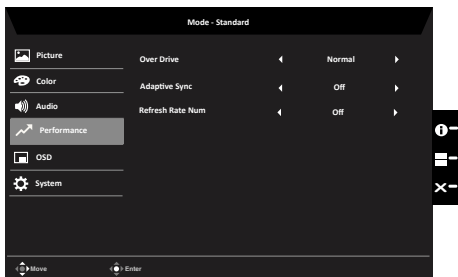 Mode - Standard
Picture
Color
Audio
Performance
OSD
System
Over Drive Normal
Adaptive Sync Off
Refresh Rate Num Off
Move Enter